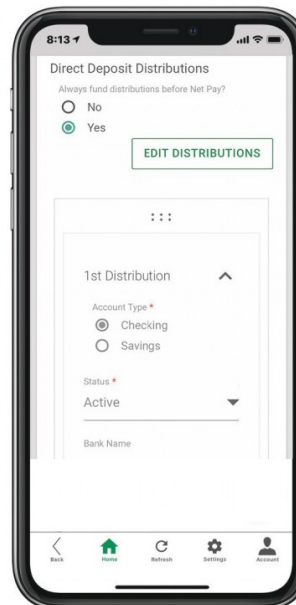 8:13
Direct Deposit Distributions
Always fund distributions before Net Pay?
No
Yes
EDIT DISTRIBUTIONS
1st Distribution
Account Type *
Checking
Savings
Status *
Active
Bank Name
Back Home Refresh Settings Account